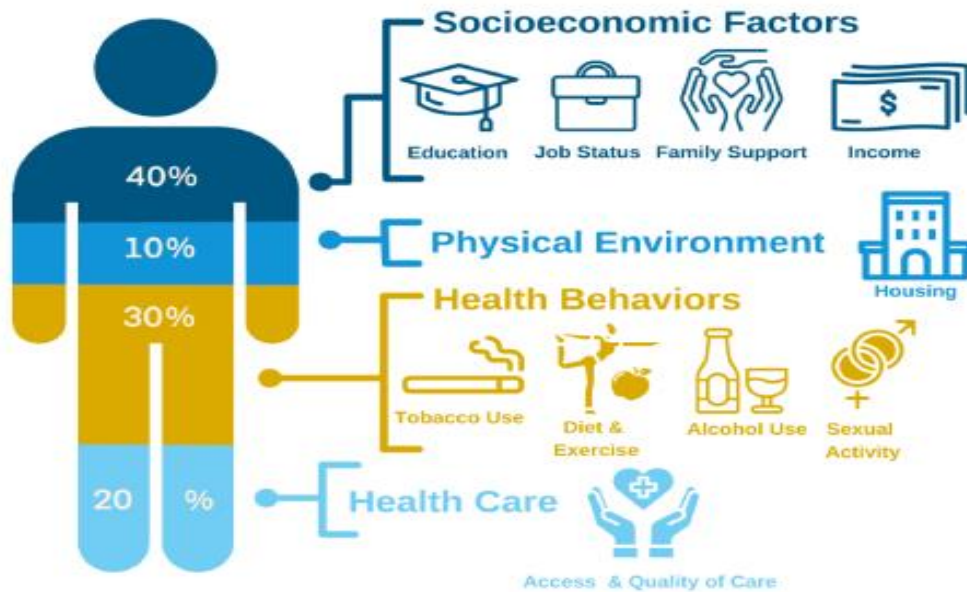 Socioeconomic Factors
$
Education Job Status Family Support Income
40%
10%
Physical Environment
Housing
Health Behaviors
30%
Tobacco Use
Diet &
Exercise
Alcohol Use
Sexual
Activity
20 %
Health Care
Access & Quality of Care